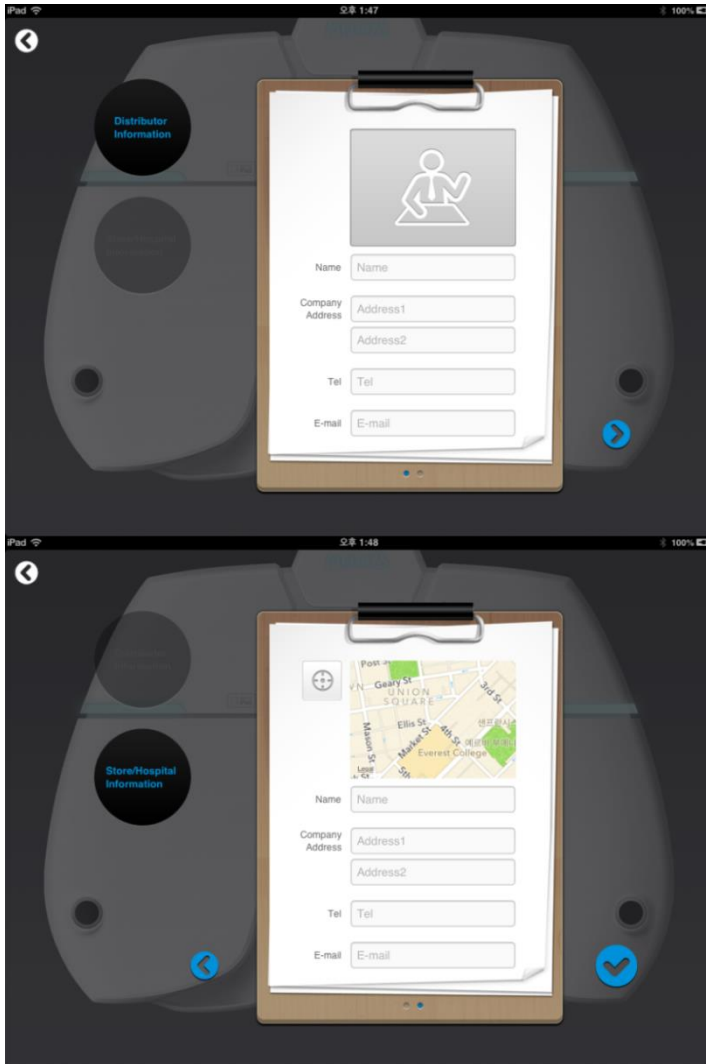 iPad 오후 1:47 100%
Distributor
Information
Name Name
Company
Address Address1
Address2
Tel Tel
E-mail E-mail
iPad 오후 1:48 100%
Store/Hospital
Information
Post
Geary St
UNION
SQUARE
3rd St
Mason St
Ellis St
Market St
4th St
Everest College
5th
Legal
Name Name
Company
Address Address1
Address2
Tel Tel
E-mail E-mail